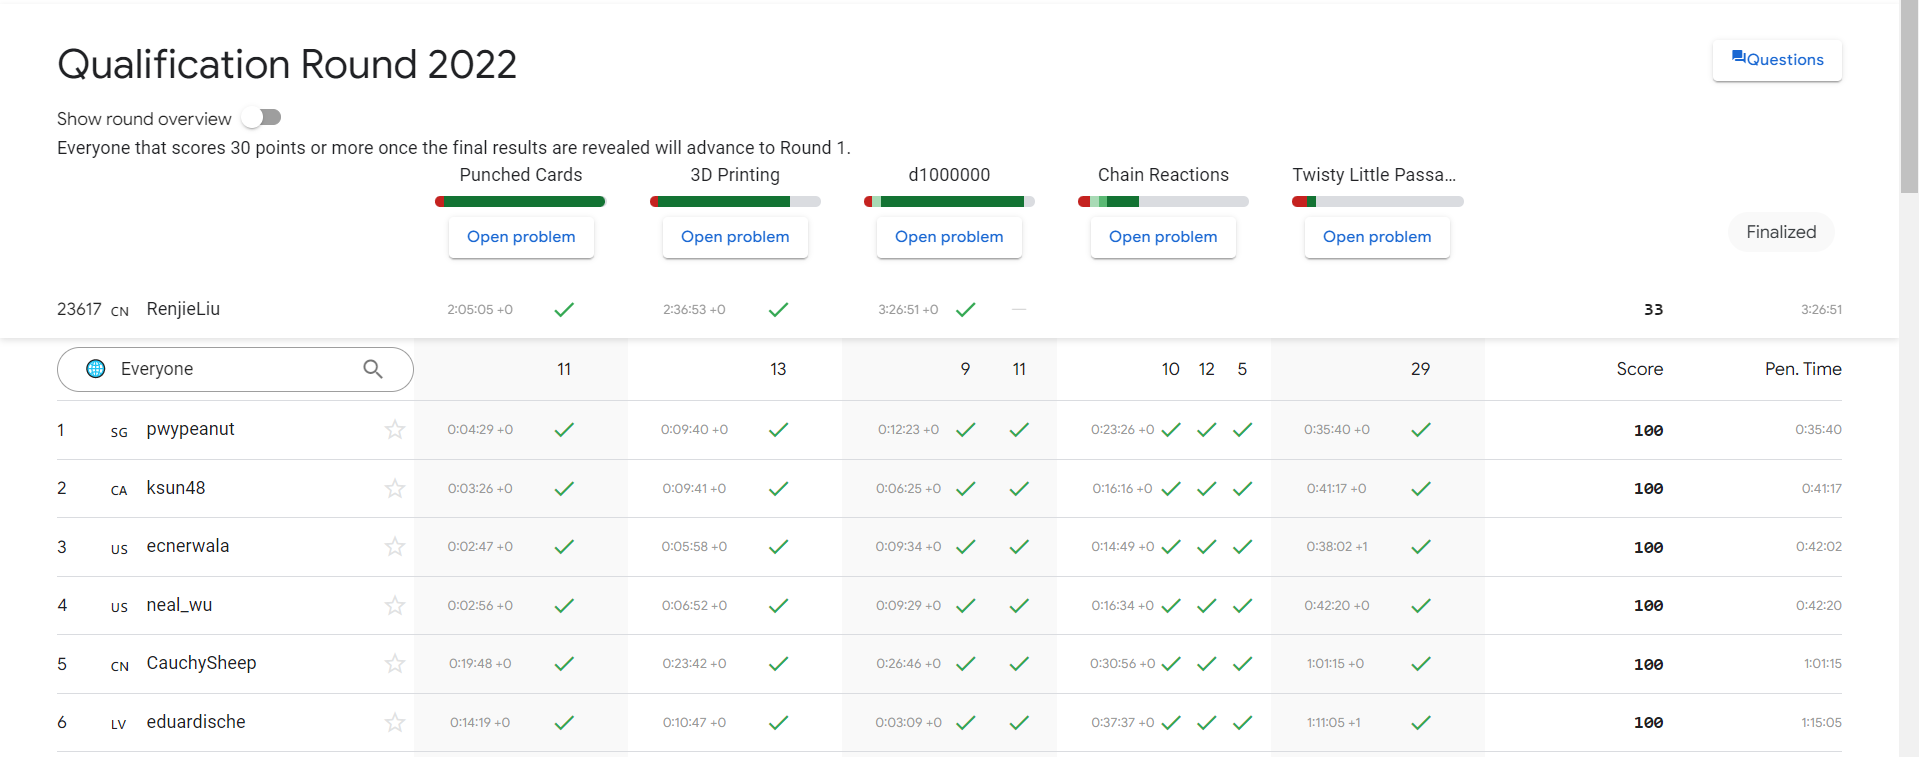 Qualification Round 2022
Questions
Show round overview
Everyone that scores 30 points or more once the final results are revealed will advance to Round 1.
Punched Cards 3D Printing d1000000 Chain Reactions Twisty Little Passa...
Open problem Open problem Open problem Open problem Open problem
Finalized
23617 CN RenjieLiu 2:05:05 +0 2:36:53 +0 3:26:51 +0 — 33 3:26:51
Everyone 11 13 9 11 10 12 5 29 Score Pen. Time
1 SG pwypeanut 0:04:29 +0 0:09:40 +0 0:12:23 +0 0:23:26 +0 0:35:40 +0 100 0:35:40
2 CA ksun48 0:03:26 +0 0:09:41 +0 0:06:25 +0 0:16:16 +0 0:41:17 +0 100 0:41:17
3 US ecnerwala 0:02:47 +0 0:05:58 +0 0:09:34 +0 0:14:49 +0 0:38:02 +1 100 0:42:02
4 US neal_wu 0:02:56 +0 0:06:52 +0 0:09:29 +0 0:16:34 +0 0:42:20 +0 100 0:42:20
5 CN CauchySheep 0:19:48 +0 0:23:42 +0 0:26:46 +0 0:30:56 +0 1:01:15 +0 100 1:01:15
6 LV eduardische 0:14:19 +0 0:10:47 +0 0:03:09 +0 0:37:37 +0 1:11:05 +1 100 1:15:05